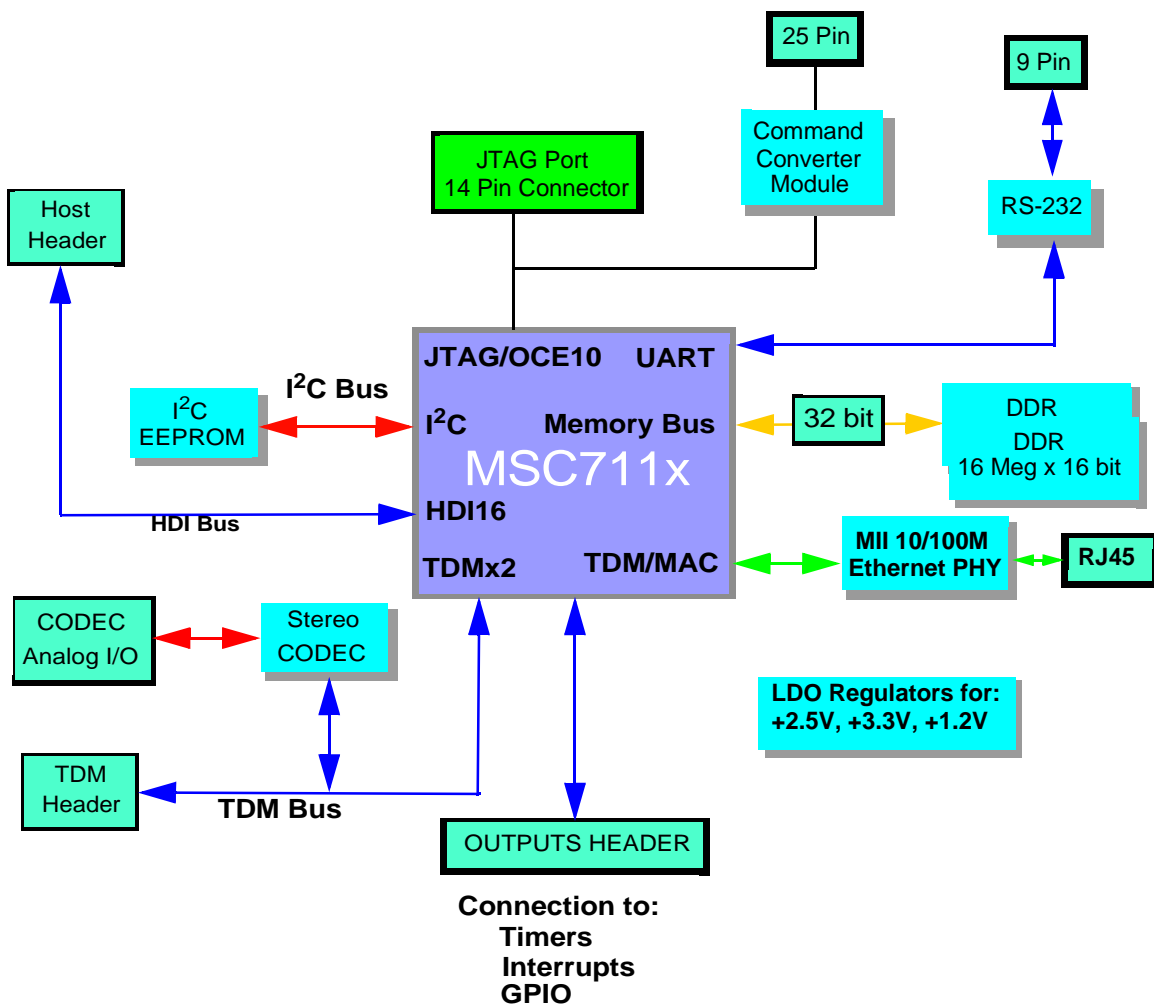 25 Pin
9 Pin
Command
Converter
Module
JTAG Port
14 Pin Connector
RS-232
Host
Header
JTAG/OCE10
UART
I²C Bus
I²C
EEPROM
I²C
Memory Bus
32 bit
DDR
DDR
16 Meg x 16 bit
MSC711x
HDI16
HDI Bus
TDMx2
TDM/MAC
MII 10/100M
Ethernet PHY
RJ45
CODEC
Analog I/O
Stereo
CODEC
LDO Regulators for:
+2.5V, +3.3V, +1.2V
TDM
Header
TDM Bus
OUTPUTS HEADER
Connection to:
Timers
Interrupts
GPIO